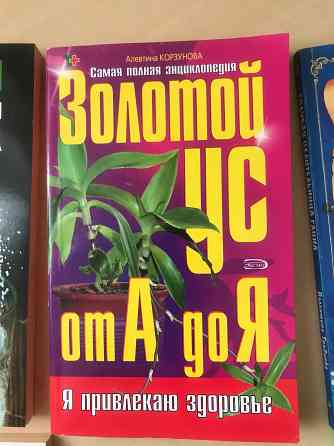 Алевтина КОРЗУНОВА
Самая полная энциклопедия
Золотой
ус
от А до Я
Я привлекаю здоровье